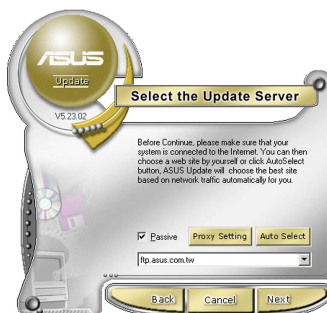 ASUS
Update
V5.23.02
Select the Update Server
Before Continue, please make sure that your
system is connected to the Internet. You can then
choose a web site by yourself or click AutoSelect
button, ASUS Update will choose the best site
based on network traffic automatically for you.
Passive
Proxy Setting
Auto Select
ftp.asus.com.tw
Back
Cancel
Next